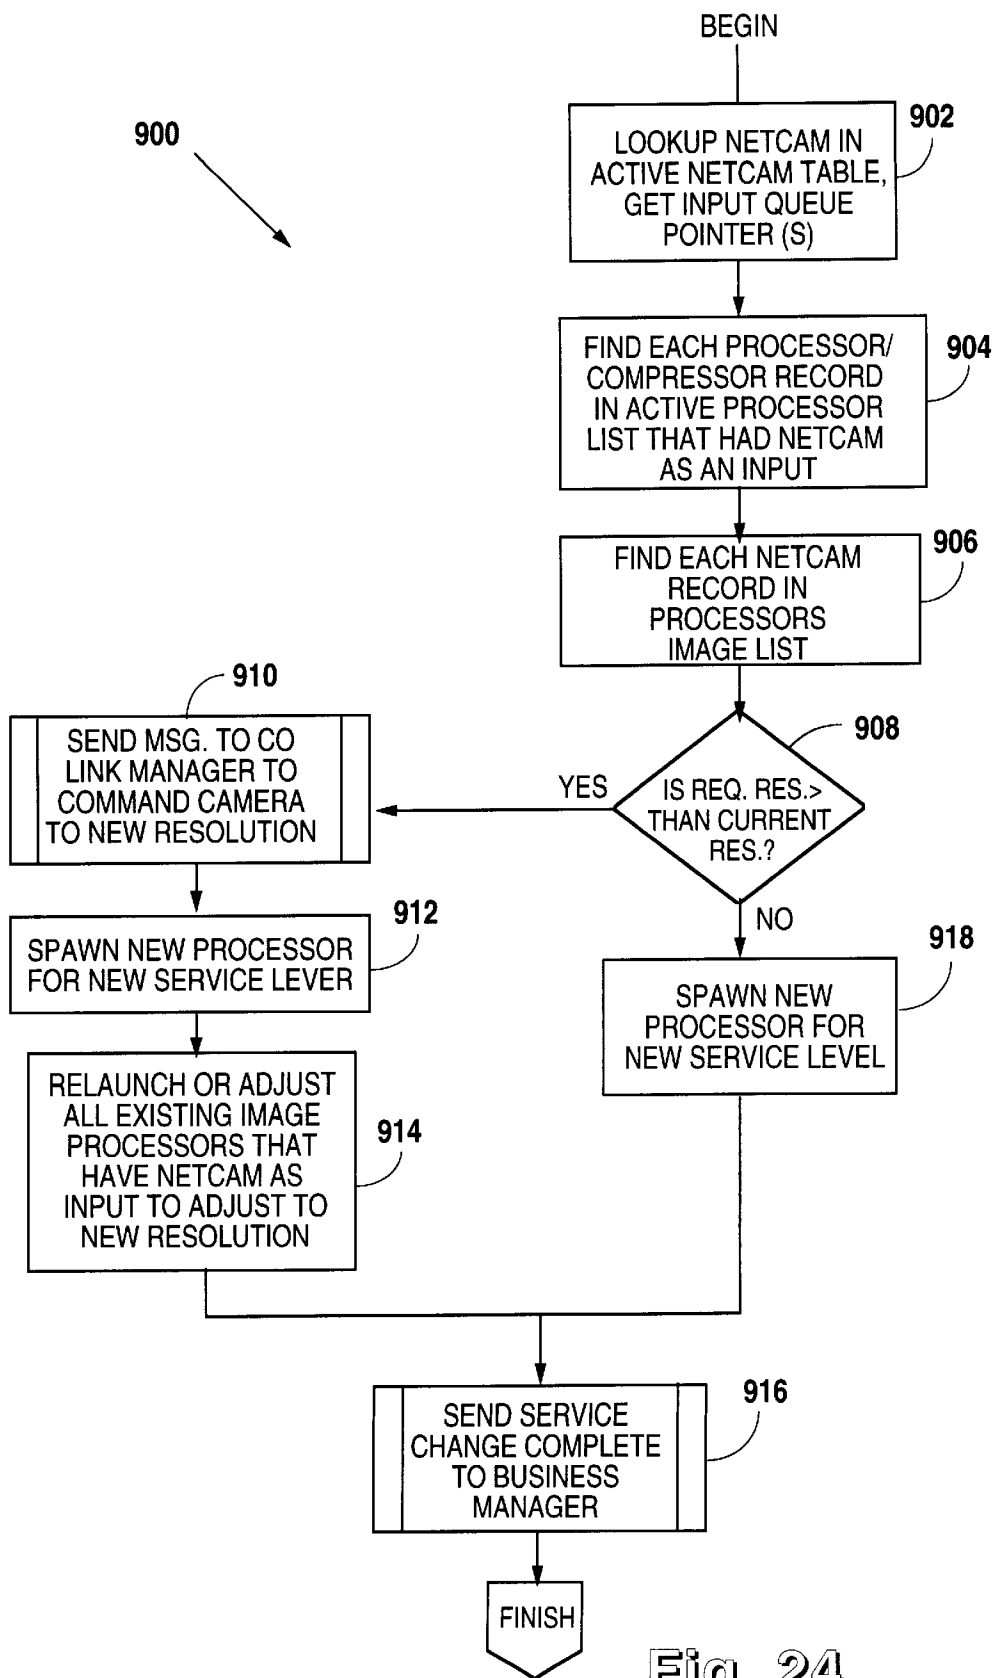 BEGIN
900
902
LOOKUP NETCAM IN
ACTIVE NETCAM TABLE,
GET INPUT QUEUE
POINTER (S)
904
FIND EACH PROCESSOR/
COMPRESSOR RECORD
IN ACTIVE PROCESSOR
LIST THAT HAD NETCAM
AS AN INPUT
906
FIND EACH NETCAM
RECORD IN
PROCESSORS
IMAGE LIST
908
IS REQ. RES.>
THAN CURRENT
RES.?
YES
NO
910
SEND MSG. TO CO
LINK MANAGER TO
COMMAND CAMERA
TO NEW RESOLUTION
912
SPAWN NEW PROCESSOR
FOR NEW SERVICE LEVER
914
RELAUNCH OR ADJUST
ALL EXISTING IMAGE
PROCESSORS THAT
HAVE NETCAM AS
INPUT TO ADJUST TO
NEW RESOLUTION
918
SPAWN NEW
PROCESSOR FOR
NEW SERVICE LEVEL
916
SEND SERVICE
CHANGE COMPLETE
TO BUSINESS
MANAGER
FINISH
Fig. 24